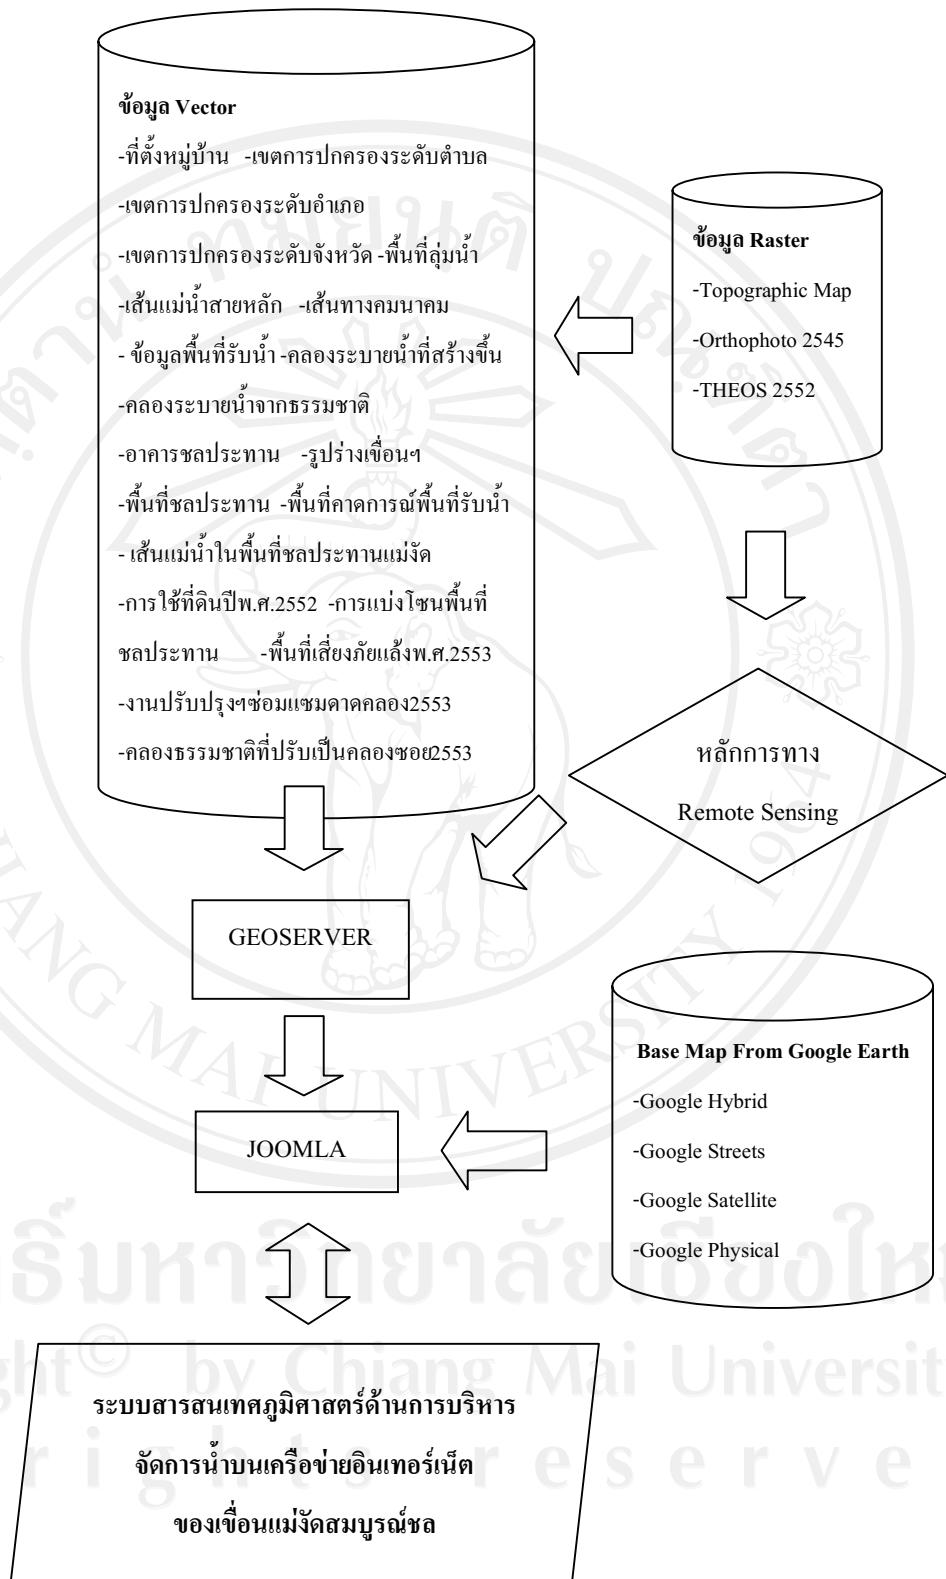 ข้อมูล Vector
-ที่ตั้งหมู่บ้าน -เขตการปกครองระดับตำบล
-เขตการปกครองระดับอำเภอ
-เขตการปกครองระดับจังหวัด -พื้นที่ลุ่มน้ำ
-เส้นแม่น้ำสายหลัก -เส้นทางคมนาคม
- ข้อมูลพื้นที่รับน้ำ -คลองระบายน้ำที่สร้างขึ้น
-คลองระบายน้ำจากธรรมชาติ
-อาคารชลประทาน -รูปร่างเขื่อนฯ
-พื้นที่ชลประทาน -พื้นที่คาดการณ์พื้นที่รับน้ำ
- เส้นแม่น้ำในพื้นที่ชลประทานแม่งัด
-การใช้ที่ดินปีพ.ศ.2552 -การแบ่งโซนพื้นที่
ชลประทาน -พื้นที่เสี่ยงภัยแล้งพ.ศ.2553
-งานปรับปรุงฯซ่อมแซมดาดคลอง2553
-คลองธรรมชาติที่ปรับเป็นคลองซอย2553
ข้อมูล Raster
-Topographic Map
-Orthophoto 2545
-THEOS 2552
หลักการทาง
Remote Sensing
GEOSERVER
Base Map From Google Earth
-Google Hybrid
-Google Streets
-Google Satellite
-Google Physical
JOOMLA
ระบบสารสนเทศภูมิศาสตร์ด้านการบริหาร
จัดการน้ำบนเครือข่ายอินเทอร์เน็ต
ของเขื่อนแม่งัดสมบูรณ์ชล
CHIANG MAI UNIVERSITY 1964
by Chiang Mai